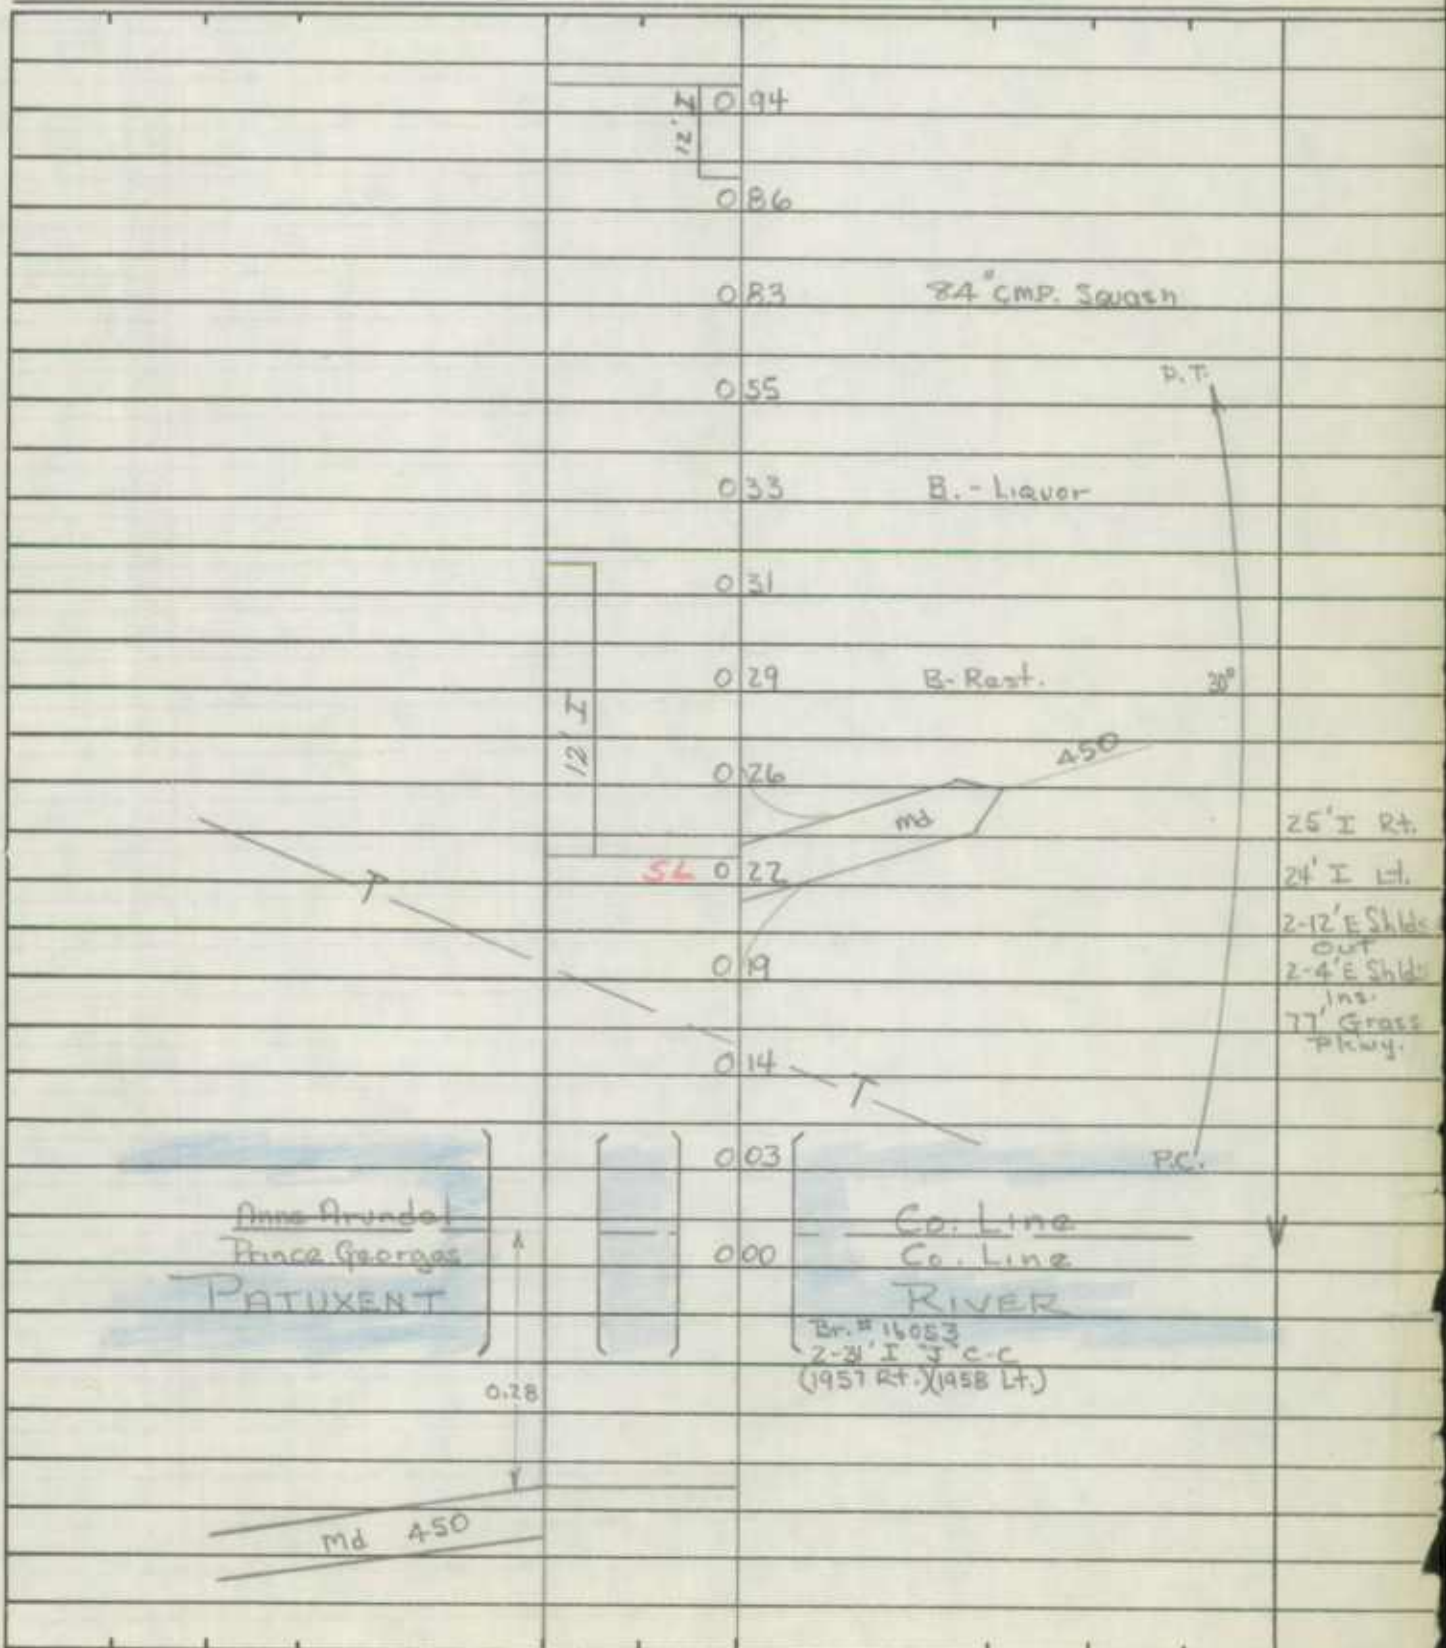 12' I 0 94
0 86
0 83 84" CMP. Squash
0 55 P.T.
0 33 B.-Liquor
0 31
0 29 B-Rest. 30°
12' I
0 26 450
md
25' I Rt.
SL 0 22
24' I Lt.
T
2-12' E Shlds
OUT
0 19
2-4' E Shlds
Ins.
77' Grass
Pkwy.
0 14 T
0 03 P.C.
Anne Arundel Co. Line
Prince Georges 0 00 Co. Line
PATUXENT RIVER
Br. # 16053
2-31' I "J" C-C
(1957 Rt.)(1958 Lt.)
0.28
Md 450